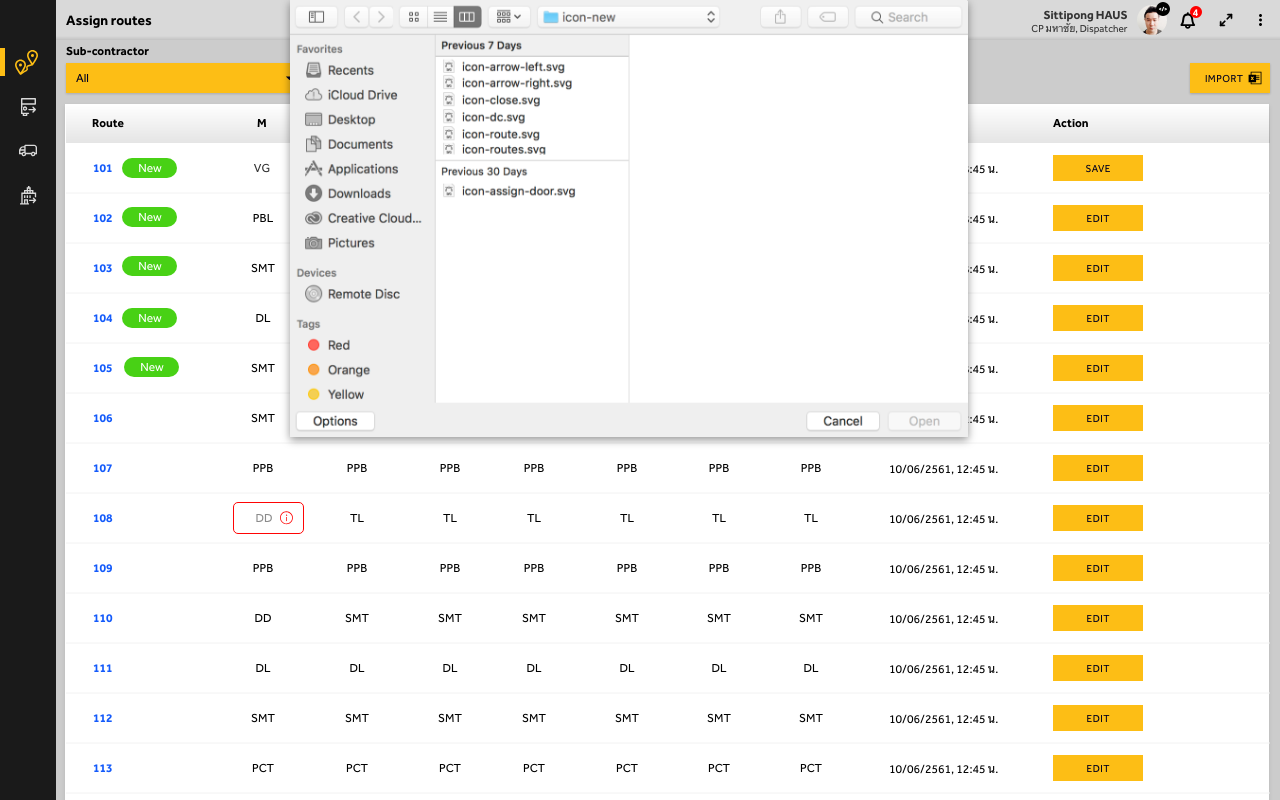 Assign routes
icon-new
Search
Sittipong HAUS
CP มหาชัย, Dispatcher
4
Sub-contractor
All
IMPORT
Favorites
Recents
iCloud Drive
Desktop
Documents
Applications
Downloads
Creative Cloud...
Pictures
Devices
Remote Disc
Tags
Red
Orange
Yellow
Previous 7 Days
icon-arrow-left.svg
icon-arrow-right.svg
icon-close.svg
icon-dc.svg
icon-route.svg
icon-routes.svg
Previous 30 Days
icon-assign-door.svg
Options
Cancel
Open
Route M Action
101 New VG :45 น. SAVE
102 New PBL :45 น. EDIT
103 New SMT :45 น. EDIT
104 New DL :45 น. EDIT
105 New SMT :45 น. EDIT
106 SMT :45 น. EDIT
107 PPB PPB PPB PPB PPB PPB PPB 10/06/2561, 12:45 น. EDIT
108 DD TL TL TL TL TL TL 10/06/2561, 12:45 น. EDIT
109 PPB PPB PPB PPB PPB PPB PPB 10/06/2561, 12:45 น. EDIT
110 DD SMT SMT SMT SMT SMT SMT 10/06/2561, 12:45 น. EDIT
111 DL DL DL DL DL DL DL 10/06/2561, 12:45 น. EDIT
112 SMT SMT SMT SMT SMT SMT SMT 10/06/2561, 12:45 น. EDIT
113 PCT PCT PCT PCT PCT PCT PCT 10/06/2561, 12:45 น. EDIT